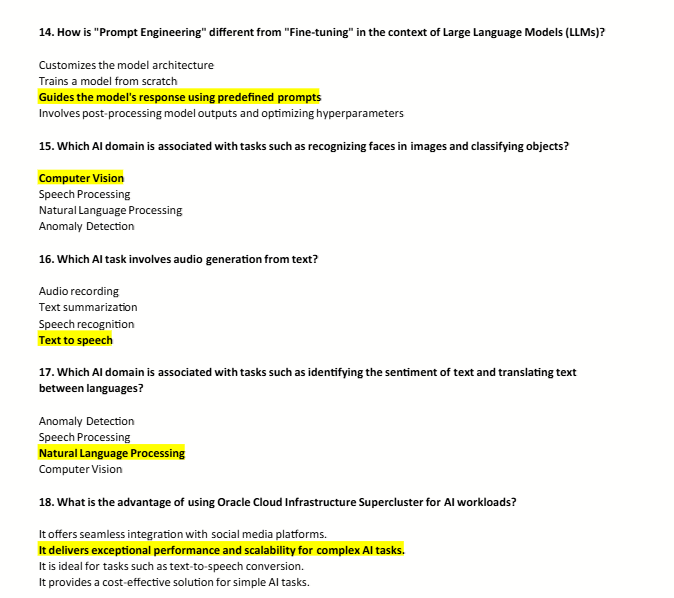 14. How is "Prompt Engineering" different from "Fine-tuning" in the context of Large Language Models (LLMs)?
Customizes the model architecture
Trains a model from scratch
Guides the model's response using predefined prompts
Involves post-processing model outputs and optimizing hyperparameters
15. Which AI domain is associated with tasks such as recognizing faces in images and classifying objects?
Computer Vision
Speech Processing
Natural Language Processing
Anomaly Detection
16. Which AI task involves audio generation from text?
Audio recording
Text summarization
Speech recognition
Text to speech
17. Which AI domain is associated with tasks such as identifying the sentiment of text and translating text
between languages?
Anomaly Detection
Speech Processing
Natural Language Processing
Computer Vision
18. What is the advantage of using Oracle Cloud Infrastructure Supercluster for AI workloads?
It offers seamless integration with social media platforms.
It delivers exceptional performance and scalability for complex AI tasks.
It is ideal for tasks such as text-to-speech conversion.
It provides a cost-effective solution for simple AI tasks.